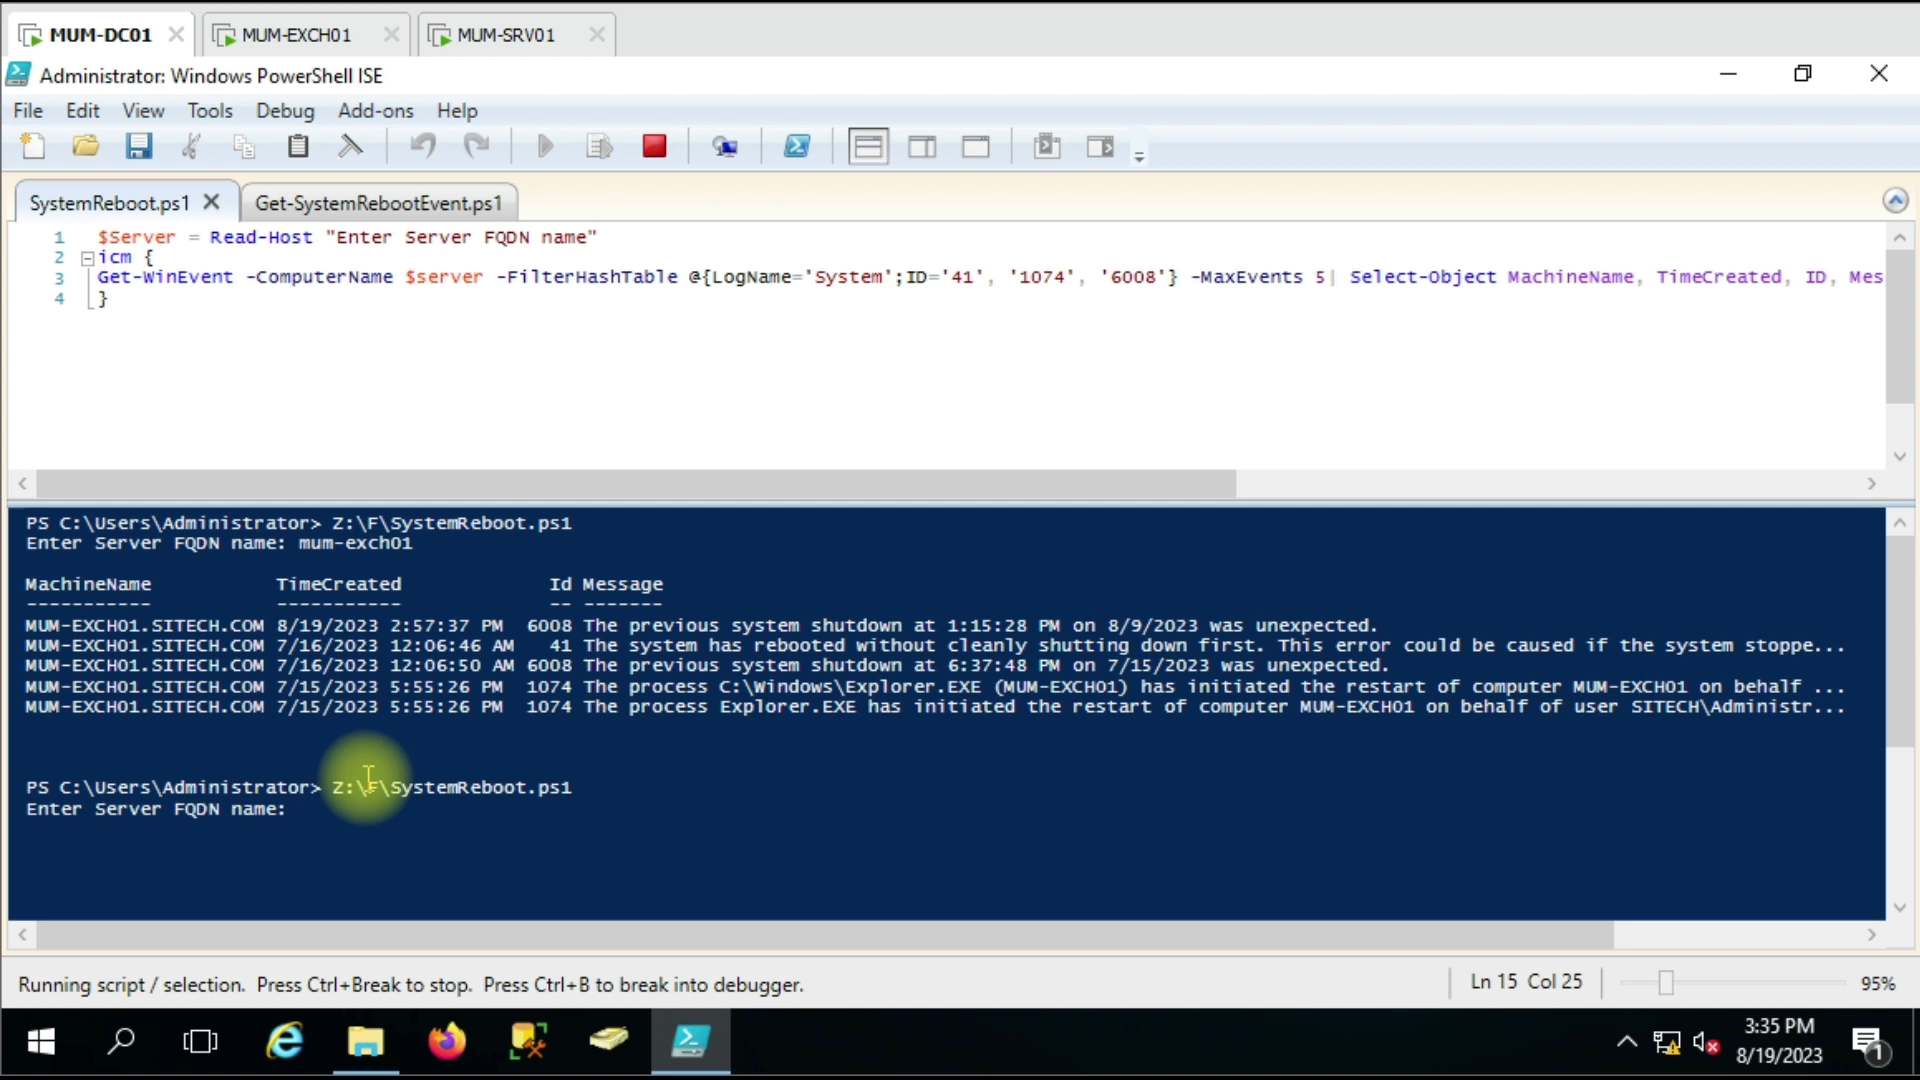 MUM-DC01 MUM-EXCH01 MUM-SRV01
Administrator: Windows PowerShell ISE
File Edit View Tools Debug Add-ons Help
SystemReboot.ps1 Get-SystemRebootEvent.ps1
1 $Server = Read-Host "Enter Server FQDN name"
2 icm {
3 Get-WinEvent -ComputerName $server -FilterHashTable @{LogName='System';ID='41', '1074', '6008'} -MaxEvents 5| Select-Object MachineName, TimeCreated, ID, Mes
4 }
PS C:\Users\Administrator> Z:\F\SystemReboot.ps1
Enter Server FQDN name: mum-exch01
MachineName TimeCreated Id Message
----------- ----------- -- -------
MUM-EXCH01.SITECH.COM 8/19/2023 2:57:37 PM 6008 The previous system shutdown at 1:15:28 PM on 8/9/2023 was unexpected.
MUM-EXCH01.SITECH.COM 7/16/2023 12:06:46 AM 41 The system has rebooted without cleanly shutting down first. This error could be caused if the system stoppe...
MUM-EXCH01.SITECH.COM 7/16/2023 12:06:50 AM 6008 The previous system shutdown at 6:37:48 PM on 7/15/2023 was unexpected.
MUM-EXCH01.SITECH.COM 7/15/2023 5:55:26 PM 1074 The process C:\Windows\Explorer.EXE (MUM-EXCH01) has initiated the restart of computer MUM-EXCH01 on behalf ...
MUM-EXCH01.SITECH.COM 7/15/2023 5:55:26 PM 1074 The process Explorer.EXE has initiated the restart of computer MUM-EXCH01 on behalf of user SITECH\Administr...
PS C:\Users\Administrator> Z:\F\SystemReboot.ps1
Enter Server FQDN name:
Running script / selection. Press Ctrl+Break to stop. Press Ctrl+B to break into debugger.
Ln 15 Col 25
95%
3:35 PM
8/19/2023
1